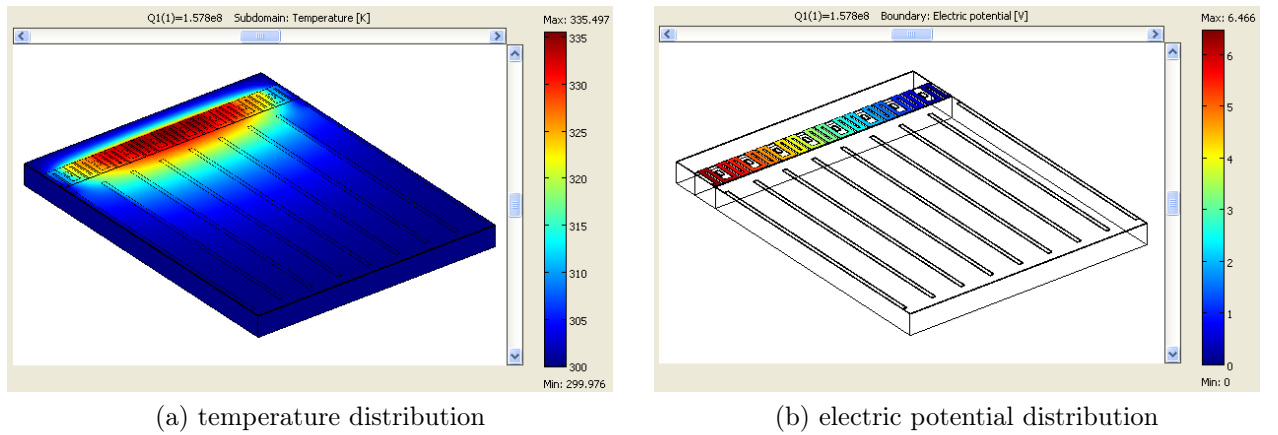 Q1(1)=1.578e8 Subdomain: Temperature [K]
Max: 335.497
335
330
325
320
315
310
305
300
Min: 299.976
(a) temperature distribution
Q1(1)=1.578e8 Boundary: Electric potential [V]
Max: 6.466
6
5
4
3
2
1
0
Min: 0
(b) electric potential distribution